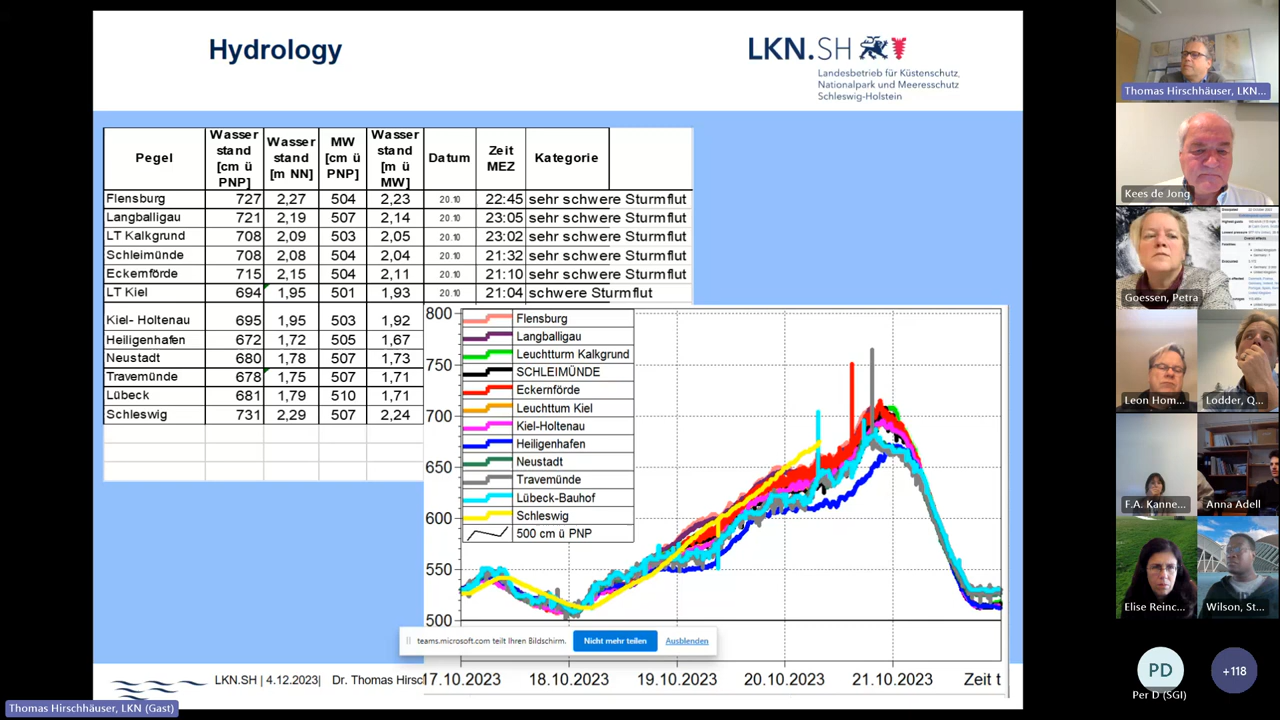 Hydrology
LKN.SH
Landesbetrieb für Küstenschutz,
Nationalpark und Meeresschutz
Schleswig-Holstein
Pegel Wasser stand [cm ü PNP] Wasser stand [m NN] MW [cm ü PNP] Wasser stand [m ü MW] Datum Zeit MEZ Kategorie
Flensburg 727 2,27 504 2,23 20.10 22:45 sehr schwere Sturmflut
Langballigau 721 2,19 507 2,14 20.10 23:05 sehr schwere Sturmflut
LT Kalkgrund 708 2,09 503 2,05 20.10 23:02 sehr schwere Sturmflut
Schleimünde 708 2,08 504 2,04 20.10 21:32 sehr schwere Sturmflut
Eckernförde 715 2,15 504 2,11 20.10 21:10 sehr schwere Sturmflut
LT Kiel 694 1,95 501 1,93 20.10 21:04 schwere Sturmflut
Kiel- Holtenau 695 1,95 503 1,92
Heiligenhafen 672 1,72 505 1,67
Neustadt 680 1,78 507 1,73
Travemünde 678 1,75 507 1,71
Lübeck 681 1,79 510 1,71
Schleswig 731 2,29 507 2,24
800
750
700
650
600
550
500
Flensburg
Langballigau
Leuchtturm Kalkgrund
SCHLEIMÜNDE
Eckernförde
Leuchttum Kiel
Kiel-Holtenau
Heiligenhafen
Neustadt
Travemünde
Lübeck-Bauhof
Schleswig
500 cm ü PNP
teams.microsoft.com teilt Ihren Bildschirm. Nicht mehr teilen Ausblenden
17.10.2023 18.10.2023 19.10.2023 20.10.2023 21.10.2023 Zeit t
LKN.SH | 4.12.2023| Dr. Thomas Hirsc
Thomas Hirschhäuser, LKN (Gast)
Thomas Hirschhäuser, LKN...
Kees de Jong
Goessen, Petra
Leon Hom...
Lodder, Q...
F.A. Kanne...
Anna Adell
Elise Reinc...
Wilson, St...
PD
Per D (SGI)
+118